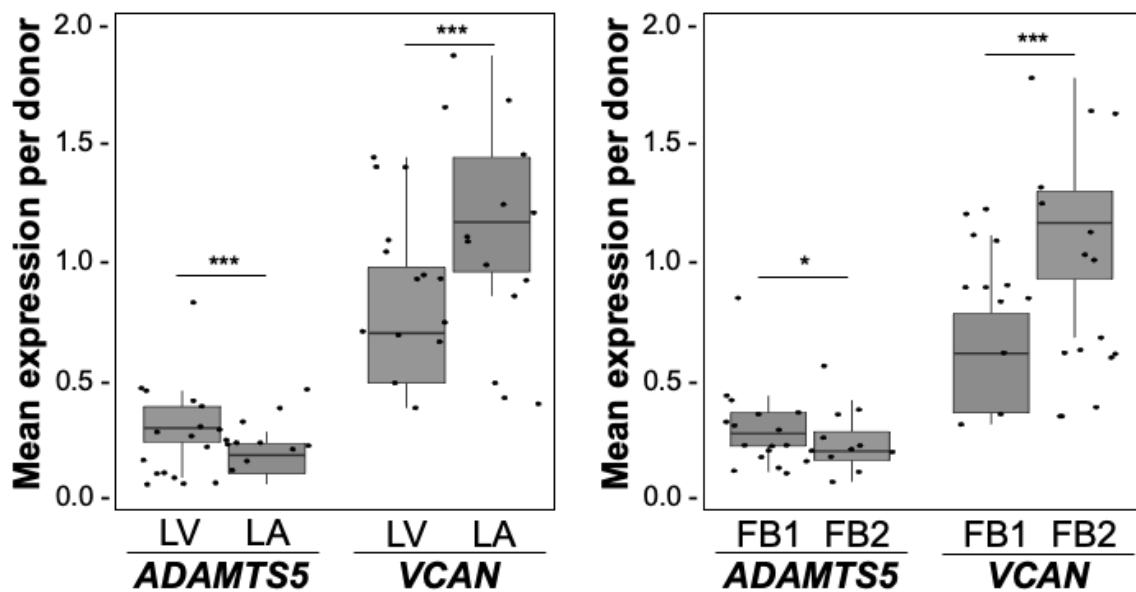 Mean expression per donor
2.0
1.5
1.0
0.5
0.0
***
***
LV LA LV LA
ADAMTS5 VCAN
Mean expression per donor
2.0
1.5
1.0
0.5
0.0
*
***
FB1 FB2 FB1 FB2
ADAMTS5 VCAN